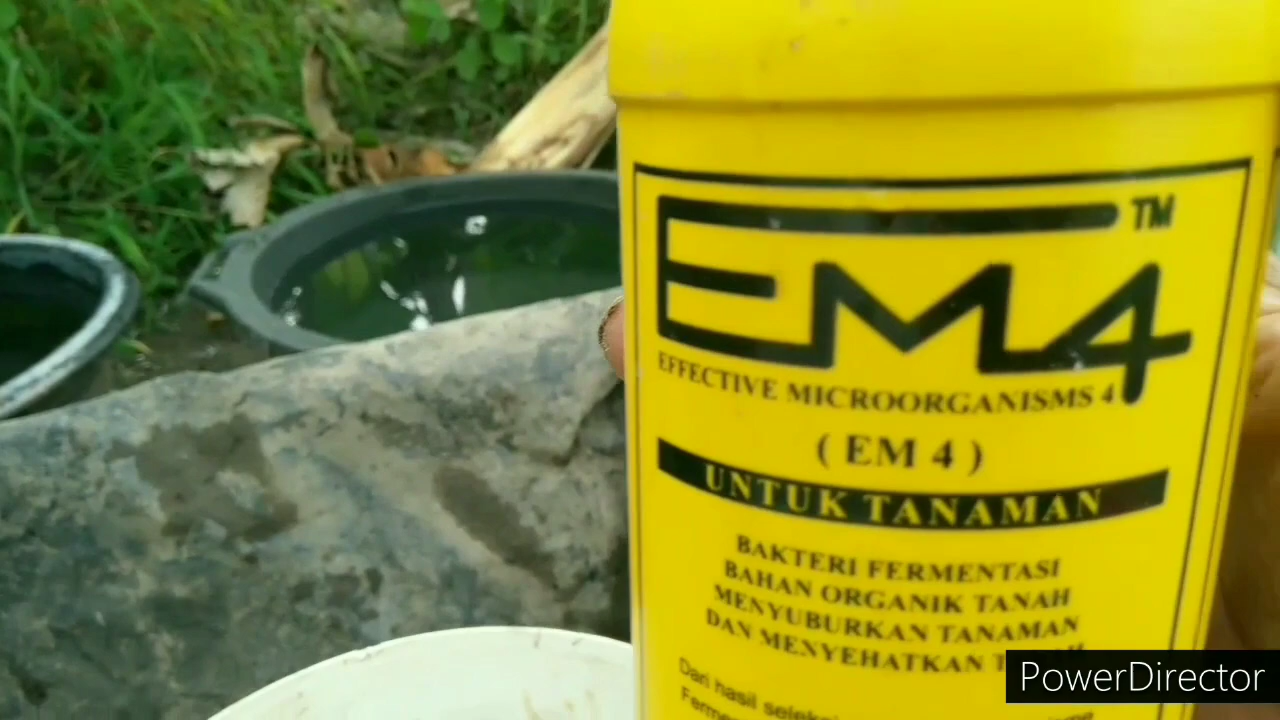 EM4 TM
EFFECTIVE MICROORGANISMS 4
( EM 4 )
UNTUK TANAMAN
BAKTERI FERMENTASI
BAHAN ORGANIK TANAH
MENYUBURKAN TANAMAN
DAN MENYEHATKAN
Dari hasil
PowerDirector